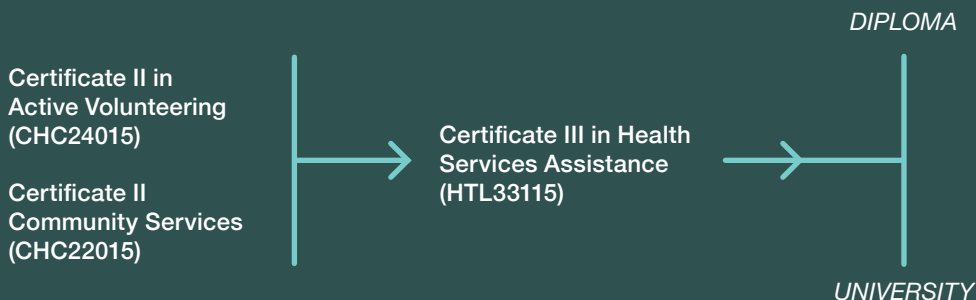 Certificate II in
Active Volunteering
(CHC24015)
Certificate II
Community Services
(CHC22015)
Certificate III in Health
Services Assistance
(HTL33115)
DIPLOMA
UNIVERSITY